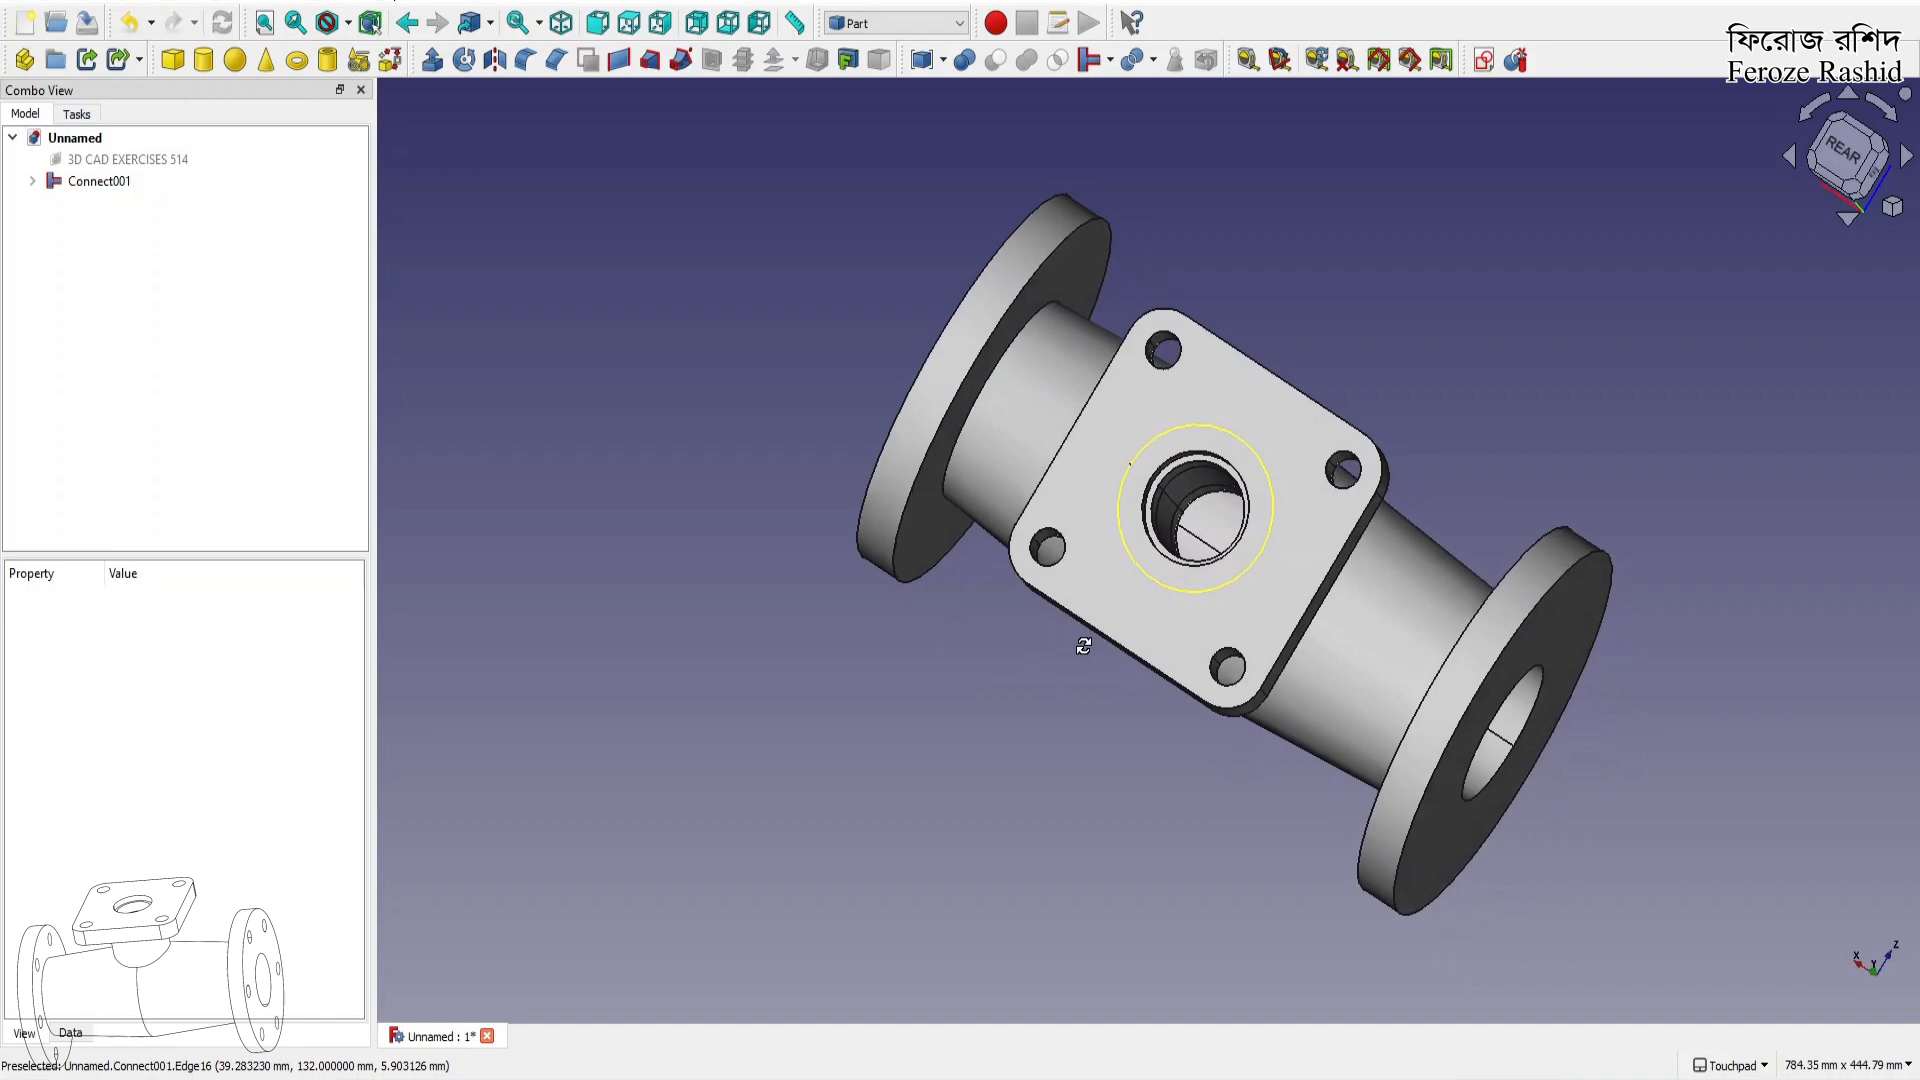 Part
ফিরোজ রশিদ
Feroze Rashid
Combo View
Model
Tasks
Unnamed
3D CAD EXERCISES 514
Connect001
REAR
Property
Value
X
Y
Z
View
Data
Unnamed : 1*
Preselected: Unnamed.Connect001.Edge16 (39.283230 mm, 132.000000 mm, 5.903126 mm)
Touchpad
784.35 mm x 444.79 mm